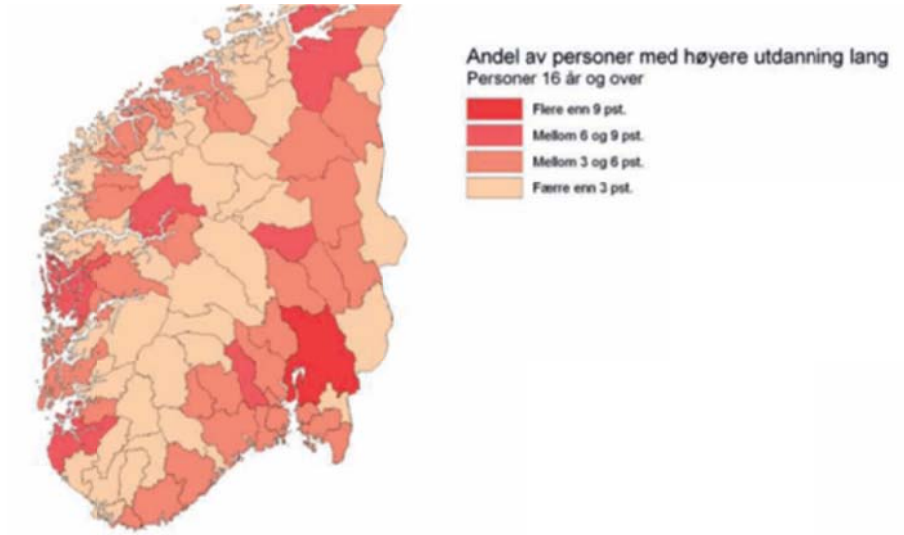 Andel av personer med høyere utdanning lang
Personer 16 år og over
Flere enn 9 pst.
Mellom 6 og 9 pst.
Mellom 3 og 6 pst.
Færre enn 3 pst.